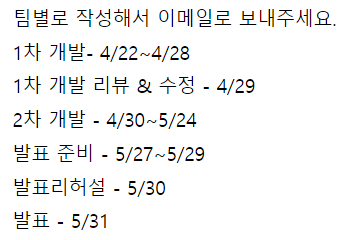 팀별로 작성해서 이메일로 보내주세요.
1차 개발- 4/22~4/28
1차 개발 리뷰 & 수정 - 4/29
2차 개발 - 4/30~5/24
발표 준비 - 5/27~5/29
발표리허설 - 5/30
발표 - 5/31